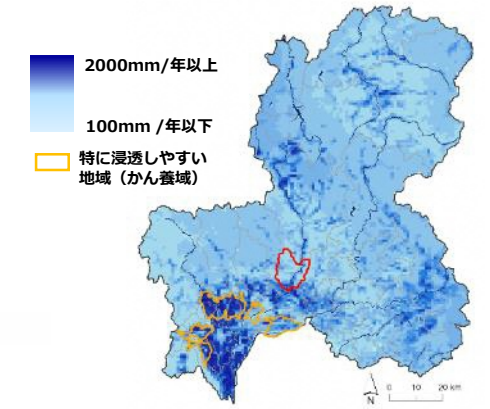 2000mm/年以上
100mm /年以下
特に浸透しやすい
地域（かん養域）
N
0 10 20 km